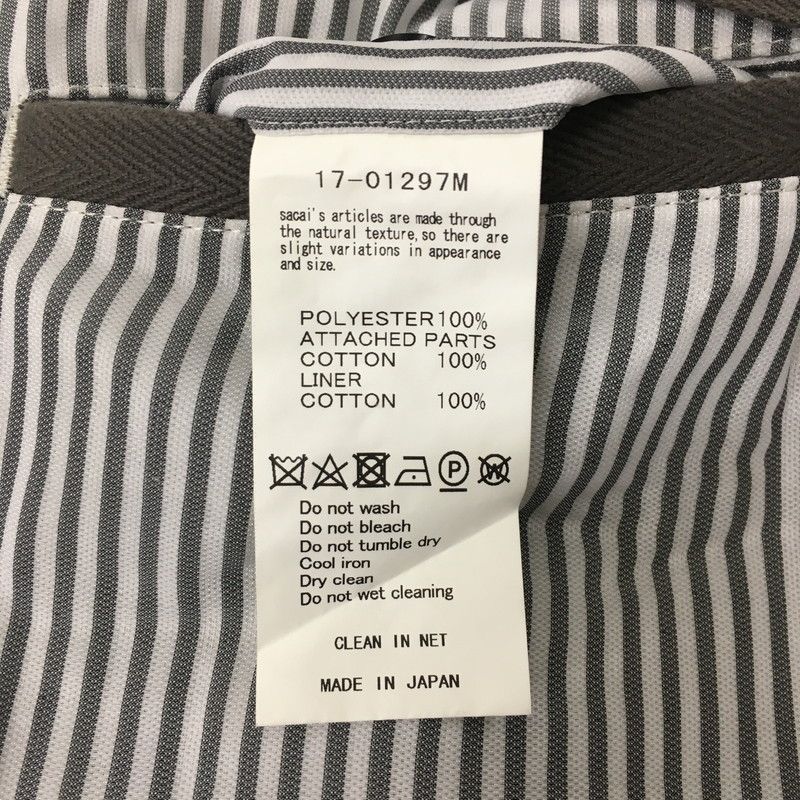 17-01297M
sacai's articles are made through
the natural texture,so there are
slight variations in appearance
and size.
POLYESTER 100%
ATTACHED PARTS
COTTON 100%
LINER
COTTON 100%
P W
Do not wash
Do not bleach
Do not tumble dry
Cool iron
Dry clean
Do not wet cleaning
CLEAN IN NET
MADE IN JAPAN